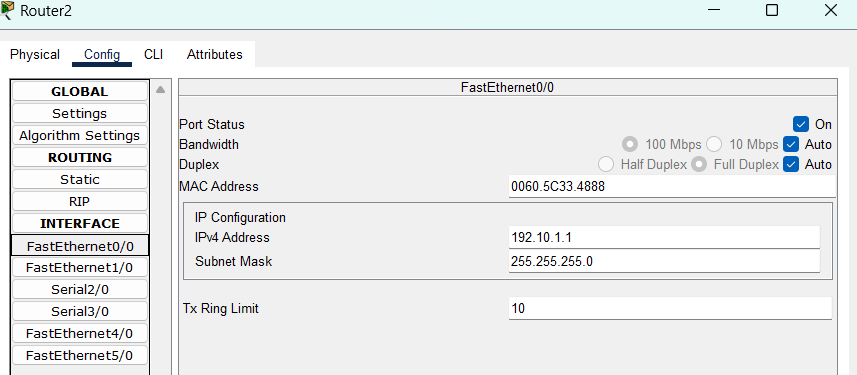 Router2
Physical Config CLI Attributes
GLOBAL
Settings
Algorithm Settings
ROUTING
Static
RIP
INTERFACE
FastEthernet0/0
FastEthernet1/0
Serial2/0
Serial3/0
FastEthernet4/0
FastEthernet5/0
FastEthernet0/0
Port Status On
Bandwidth 100 Mbps 10 Mbps Auto
Duplex Half Duplex Full Duplex Auto
MAC Address 0060.5C33.4888
IP Configuration
IPv4 Address 192.10.1.1
Subnet Mask 255.255.255.0
Tx Ring Limit 10